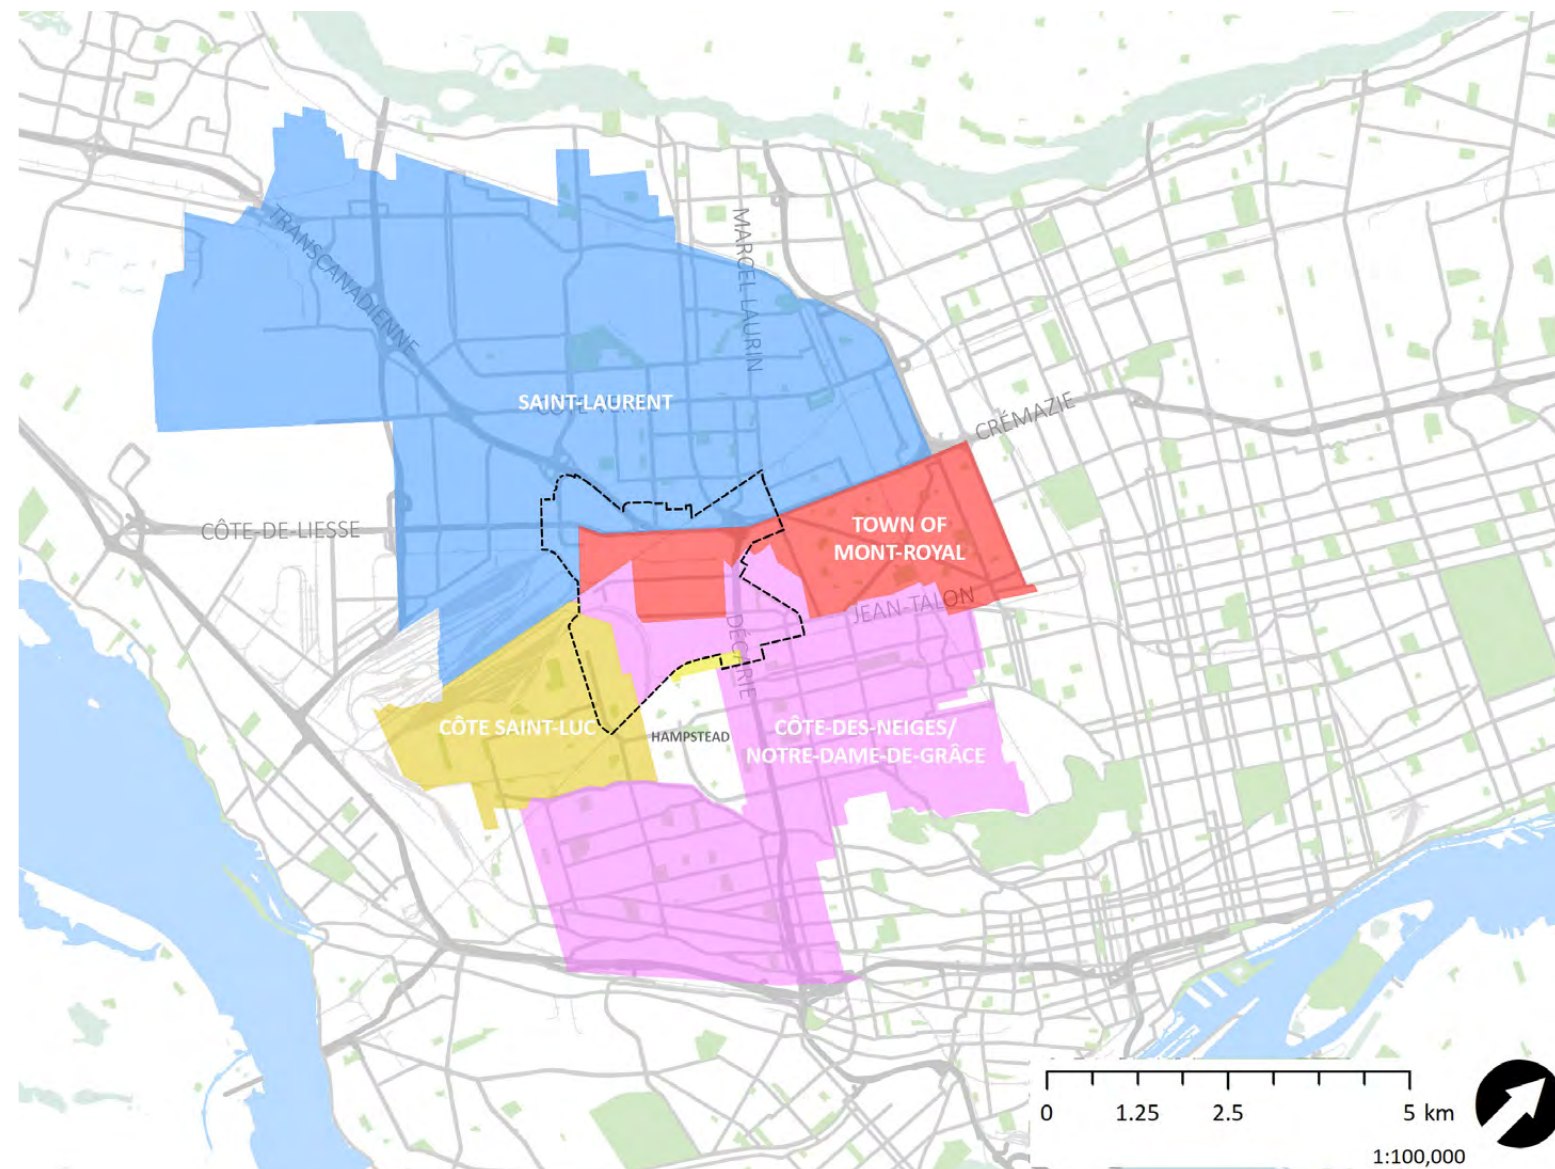 MARCEL LAURIN
TRANSCANADIENNE
SAINT-LAURENT
CRÉMAZIE
CÔTE-DE-LIESSE
TOWN OF
MONT-ROYAL
JEAN-TALON
DÉCARIE
CÔTE SAINT-LUC
HAMPSTEAD
CÔTE-DES-NEIGES/
NOTRE-DAME-DE-GRÂCE
0 1.25 2.5 5 km
1:100,000